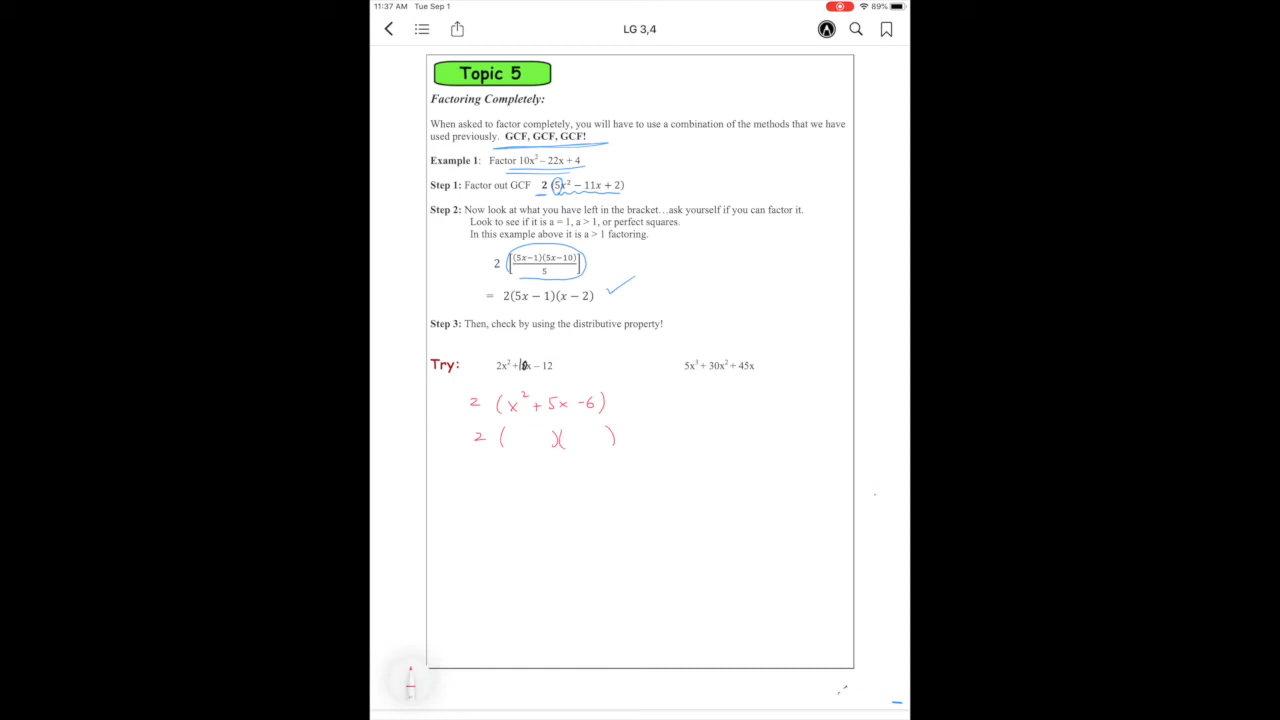 11:37 AM Tue Sep 1
89%
LG 3,4
Topic 5
Factoring Completely:
When asked to factor completely, you will have to use a combination of the methods that we have
used previously. GCF, GCF, GCF!
Example 1: Factor 10x² – 22x + 4
Step 1: Factor out GCF 2 (5x² − 11x + 2)
Step 2: Now look at what you have left in the bracket…ask yourself if you can factor it.
Look to see if it is a = 1, a > 1, or perfect squares.
In this example above it is a > 1 factoring.
2 [(5x−1)(5x−10)
5]
= 2(5x − 1)(x − 2)
Step 3: Then, check by using the distributive property!
Try: 2x² + 10x – 12 5x³ + 30x² + 45x
2 (x² + 5x - 6)
2 ( )( )